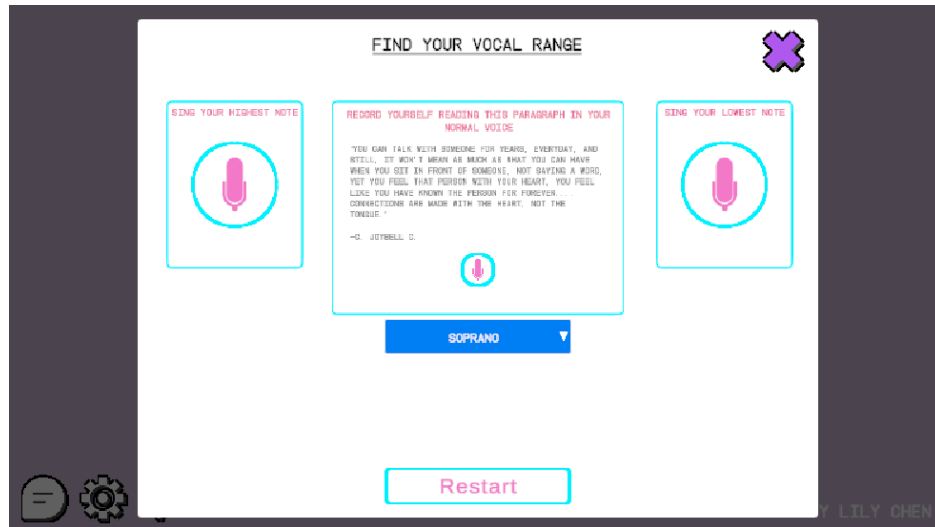 FIND YOUR VOCAL RANGE
SING YOUR HIGHEST NOTE
RECORD YOURSELF READING THIS PARAGRAPH IN YOUR
NORMAL VOICE
"YOU CAN TALK WITH SOMEONE FOR YEARS, EVERYDAY, AND
STILL, IT WON'T MEAN AS MUCH AS WHAT YOU CAN HAVE
WHEN YOU SIT IN FRONT OF SOMEONE, NOT SAYING A WORD,
YET YOU FEEL THAT PERSON WITH YOUR HEART, YOU FEEL
LIKE YOU HAVE KNOWN THE PERSON FOR FOREVER....
CONNECTIONS ARE MADE WITH THE HEART, NOT THE
TONGUE."
-C. JOYBELL C.
SING YOUR LOWEST NOTE
SOPRANO
Restart
Y LILY CHEN